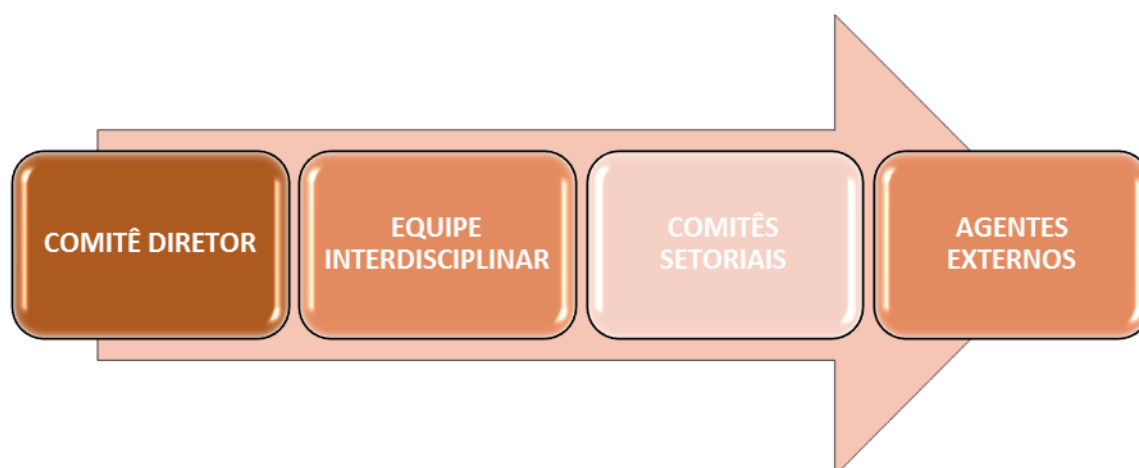 COMITÊ DIRETOR
EQUIPE
INTERDISCIPLINAR
COMITÊS
SETORIAIS
AGENTES
EXTERNOS